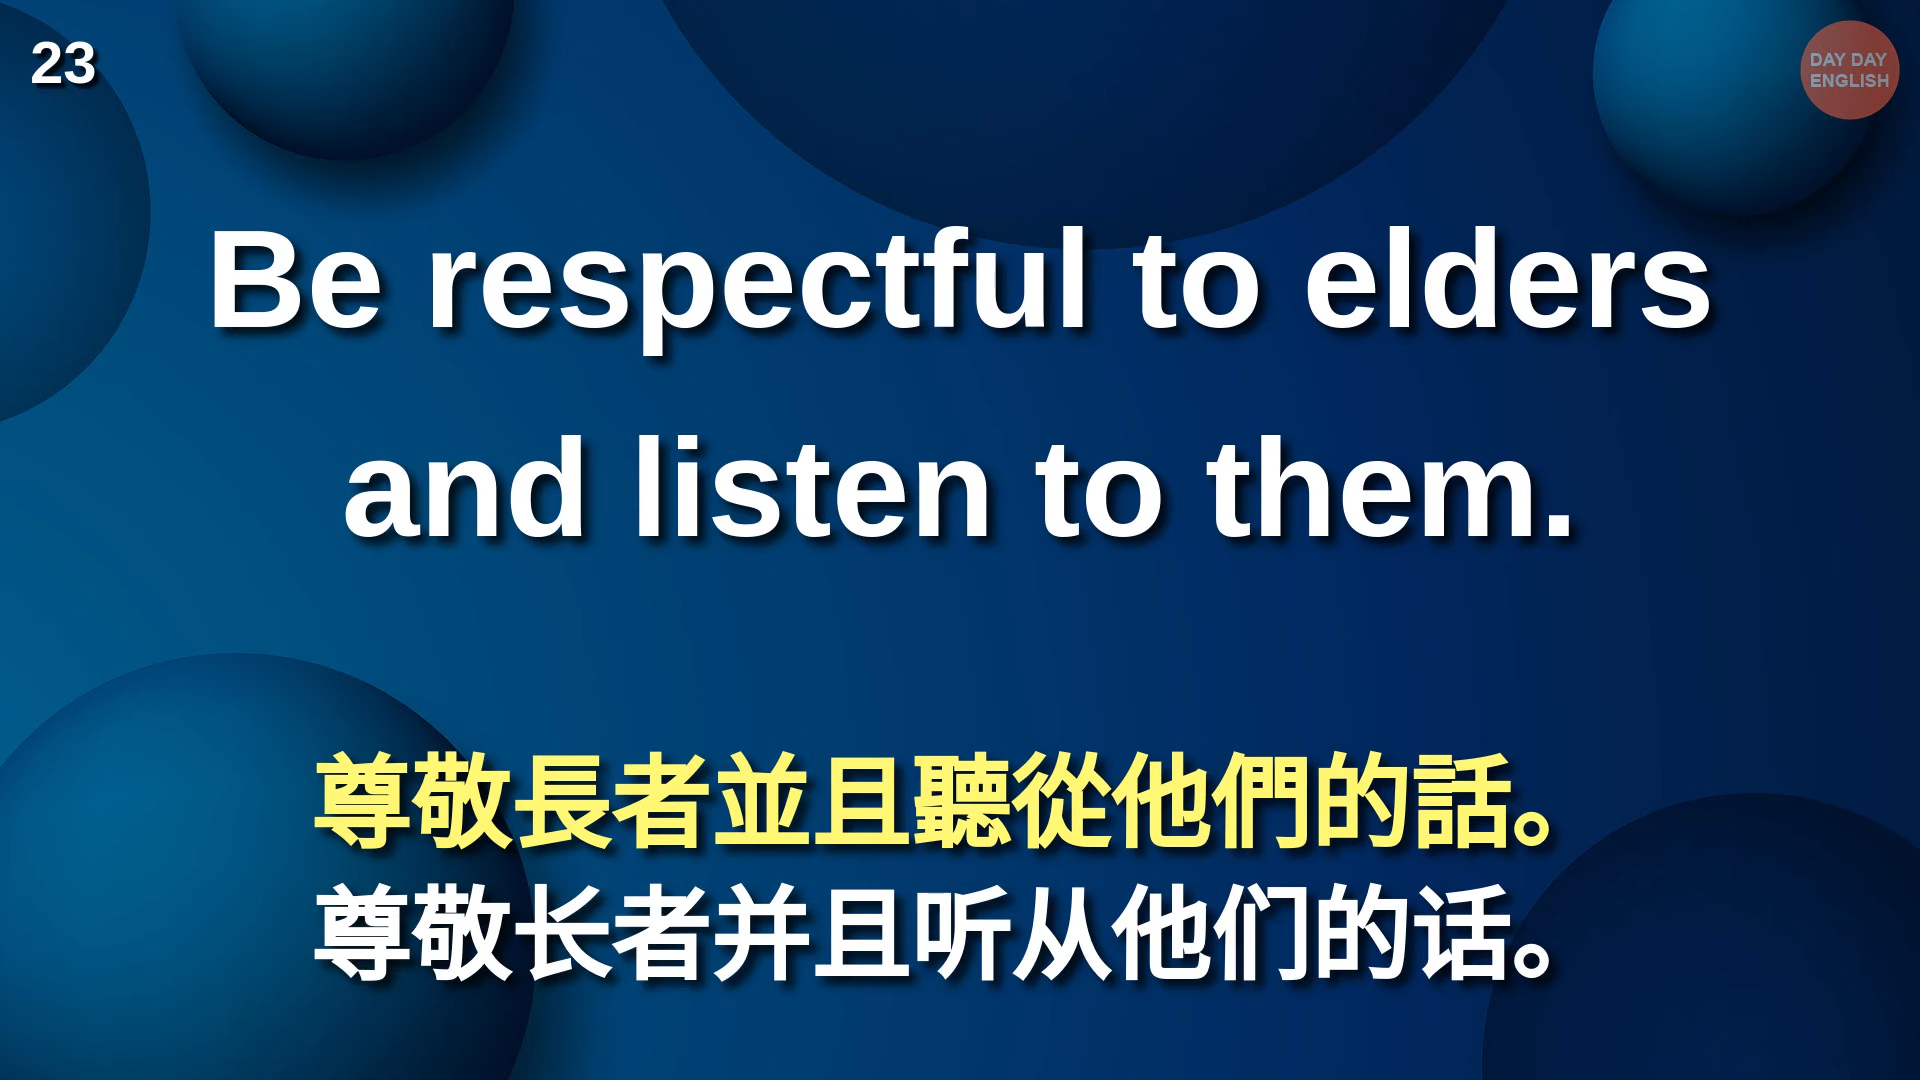 23
DAY DAY
ENGLISH
Be respectful to elders
and listen to them.
尊敬長者並且聽從他們的話。
尊敬长者并且听从他们的话。